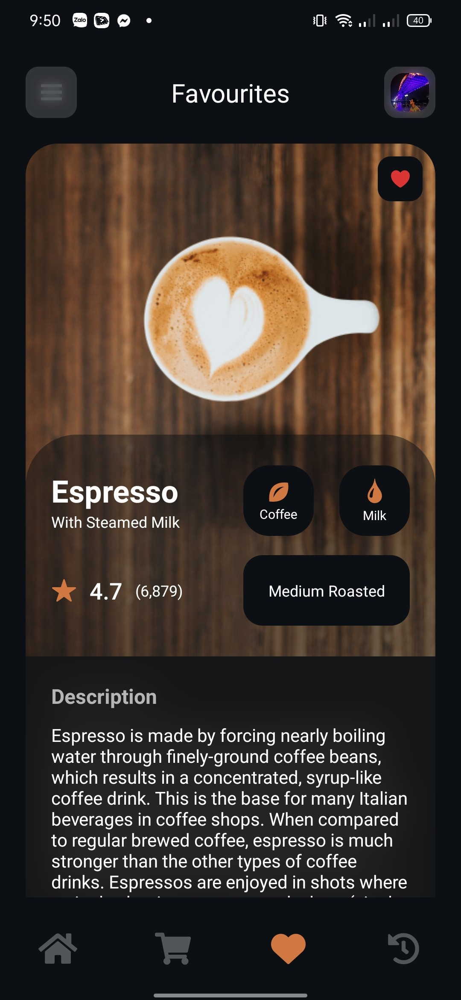 9:50 Zalo 40
Favourites
Espresso
With Steamed Milk
Coffee
Milk
4.7 (6,879)
Medium Roasted
Description
Espresso is made by forcing nearly boiling
water through finely-ground coffee beans,
which results in a concentrated, syrup-like
coffee drink. This is the base for many Italian
beverages in coffee shops. When compared
to regular brewed coffee, espresso is much
stronger than the other types of coffee
drinks. Espressos are enjoyed in shots where